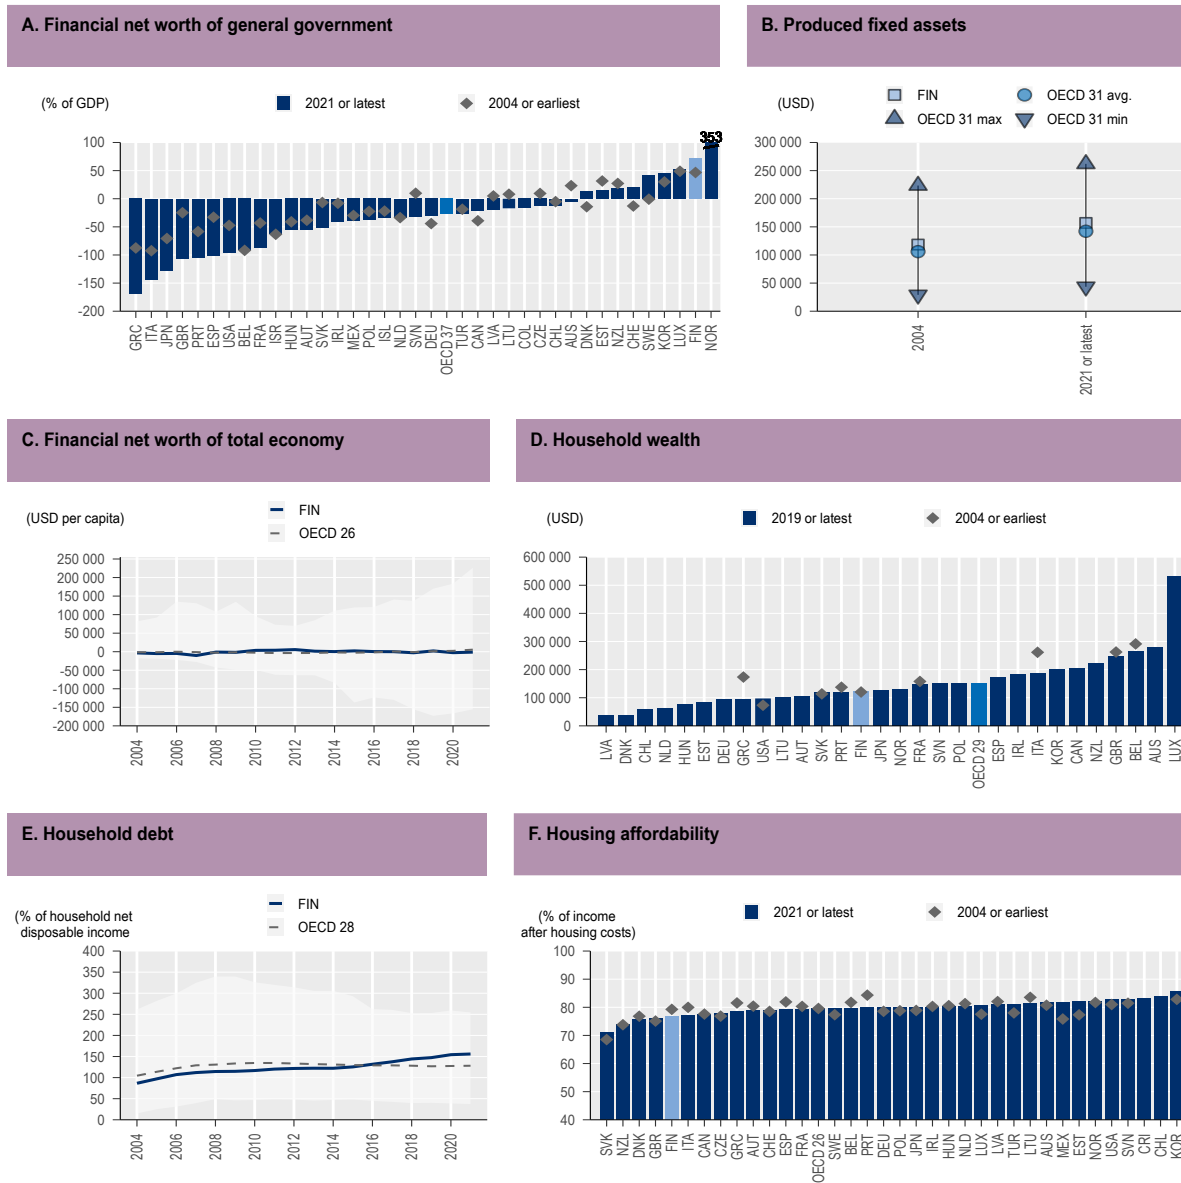 A. Financial net worth of general government
(% of GDP)
2021 or latest
2004 or earliest
353
100
50
0
-50
-100
-150
-200
GRC ITA JPN GBR PRT ESP USA BEL FRA ISR HUN AUT SVK IRL MEX POL ISL NLD SVN DEU OECD 37 TUR CAN LVA LTU COL CZE CHL AUS DNK EST NZL CHE SWE KOR LUX FIN NOR
B. Produced fixed assets
(USD)
FIN
OECD 31 avg.
OECD 31 max
OECD 31 min
300 000
250 000
200 000
150 000
100 000
50 000
0
2004
2021 or latest
C. Financial net worth of total economy
(USD per capita)
FIN
OECD 26
250 000
200 000
150 000
100 000
50 000
0
-50 000
-100 000
-150 000
-200 000
2004 2006 2008 2010 2012 2014 2016 2018 2020
D. Household wealth
(USD)
2019 or latest
2004 or earliest
600 000
500 000
400 000
300 000
200 000
100 000
0
LVA DNK CHL NLD HUN EST DEU GRC USA LTU AUT SVK PRT FIN JPN NOR FRA SVN POL OECD 29 ESP IRL ITA KOR CAN NZL GBR BEL AUS LUX
E. Household debt
(% of household net
disposable income
FIN
OECD 28
400
350
300
250
200
150
100
50
0
2004 2006 2008 2010 2012 2014 2016 2018 2020
F. Housing affordability
(% of income
after housing costs)
2021 or latest
2004 or earliest
100
90
80
70
60
50
40
SVK NZL DNK GBR FIN ITA CAN CZE GRC AUT CHE ESP FRA OECD 26 SWE BEL PRT DEU POL JPN IRL HUN NLD LUX LVA TUR LTU AUS MEX EST NOR USA SVN CRI CHL KOR